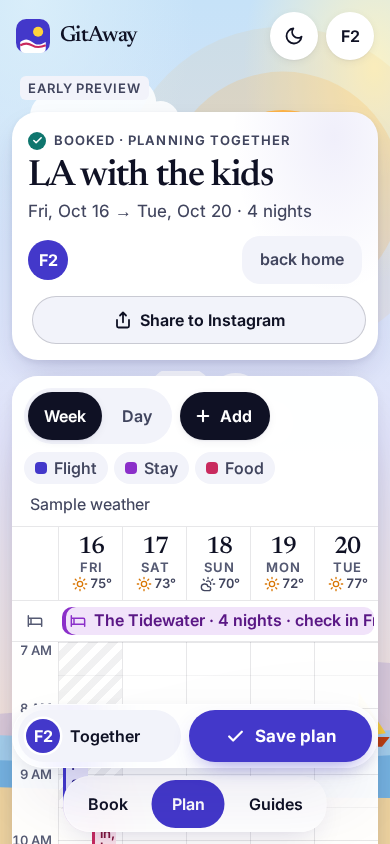 GitAway
F2
EARLY PREVIEW
BOOKED · PLANNING TOGETHER
LA with the kids
Fri, Oct 16 → Tue, Oct 20 · 4 nights
F2
back home
Share to Instagram
Week
Day
+ Add
Flight
Stay
Food
Sample weather
16 17 18 19 20
FRI SAT SUN MON TUE
75° 73° 70° 72° 77°
The Tidewater · 4 nights · check in
7 AM
F2
Together
Save plan
9 AM
Book
Plan
Guides
10 AM